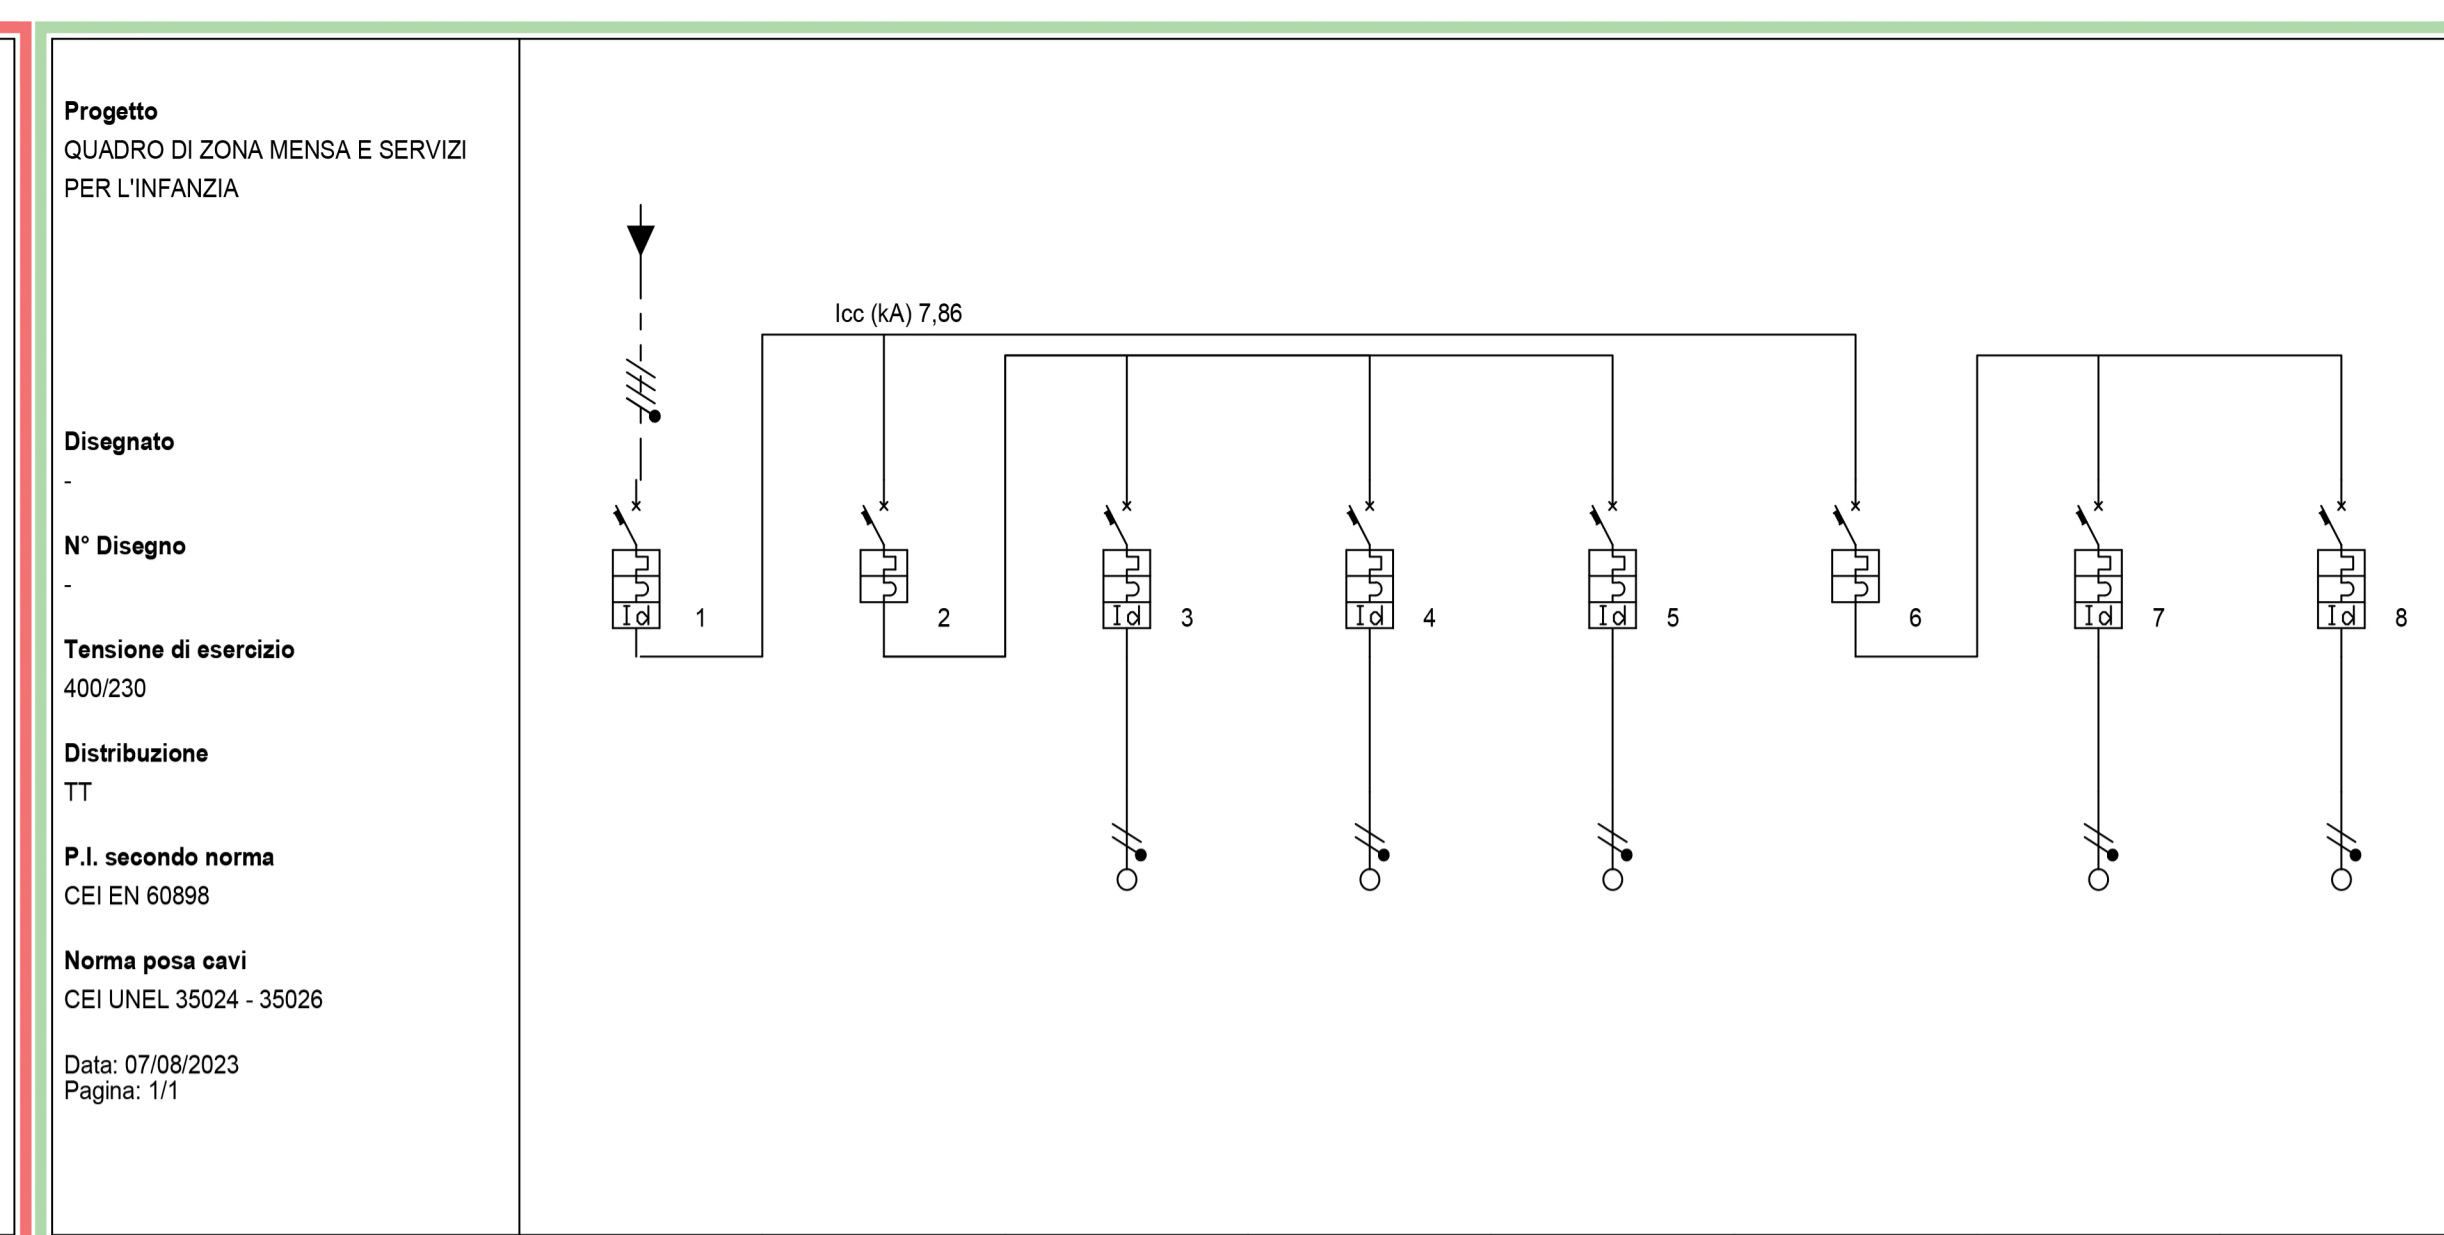 Progetto
QUADRO DI ZONA MENSA E SERVIZI
PER L'INFANZIA
Disegnato
-
N° Disegno
-
Tensione di esercizio
400/230
Distribuzione
TT
P.I. secondo norma
CEI EN 60898
Norma posa cavi
CEI UNEL 35024 - 35026
Data: 07/08/2023
Pagina: 1/1
Icc (kA) 7,86
Id 1
2
Id 3
Id 4
Id 5
6
Id 7
Id 8